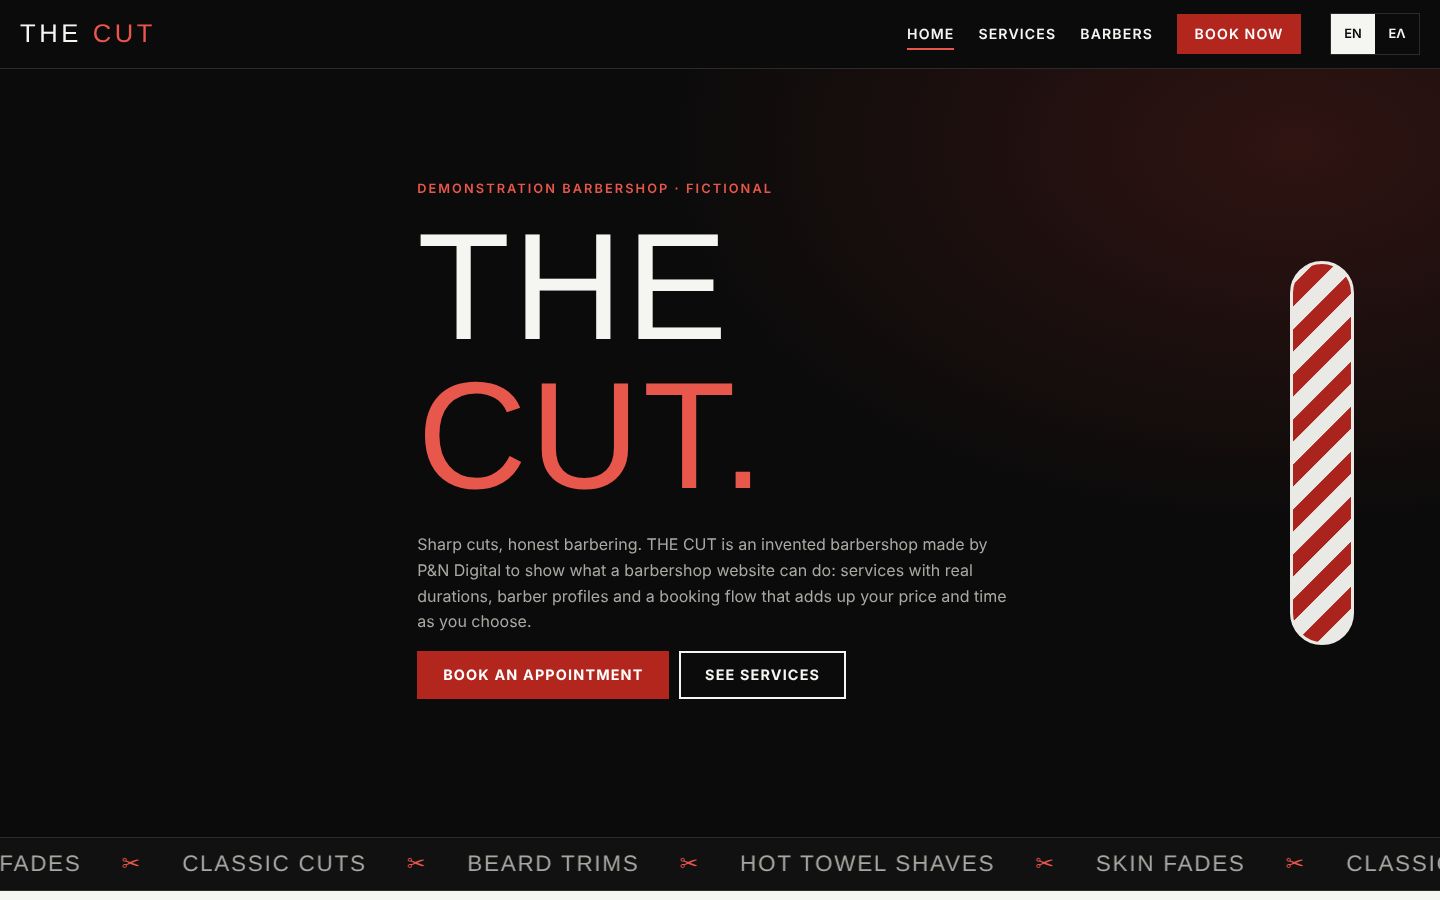 THE CUT
HOME SERVICES BARBERS BOOK NOW EN ΕΛ
DEMONSTRATION BARBERSHOP · FICTIONAL
THE
CUT.
Sharp cuts, honest barbering. THE CUT is an invented barbershop made by
P&N Digital to show what a barbershop website can do: services with real
durations, barber profiles and a booking flow that adds up your price and time
as you choose.
BOOK AN APPOINTMENT SEE SERVICES
FADES ✂ CLASSIC CUTS ✂ BEARD TRIMS ✂ HOT TOWEL SHAVES ✂ SKIN FADES ✂ CLASSIC